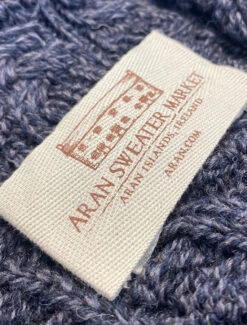 ARAN SWEATER MARKET
ARAN ISLANDS, IRELAND
ARAN.COM